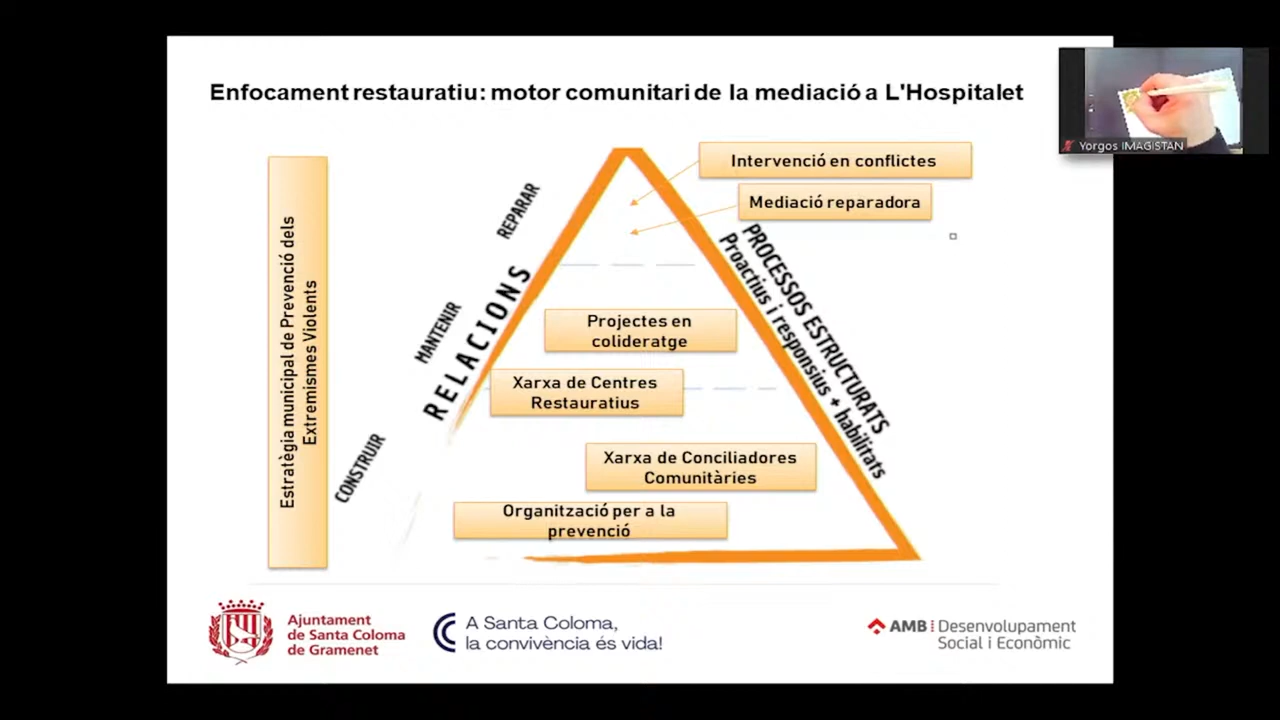 Enfocament restauratiu: motor comunitari de la mediació a L'Hospitalet
Yorgos IMAGISTAN
Estratègia municipal de Prevenció dels
Extremismes Violents
REPARAR
MANTENIR
CONSTRUIR
RELACIONS
Intervenció en conflictes
Mediació reparadora
PROCESSOS ESTRUCTURATS
Proactius i responsius + habilitats
Projectes en
colideratge
Xarxa de Centres
Restauratius
Xarxa de Conciliadores
Comunitàries
Organització per a la
prevenció
Ajuntament
de Santa Coloma
de Gramenet
A Santa Coloma,
la convivència és vida!
AMB Desenvolupament
Social i Econòmic